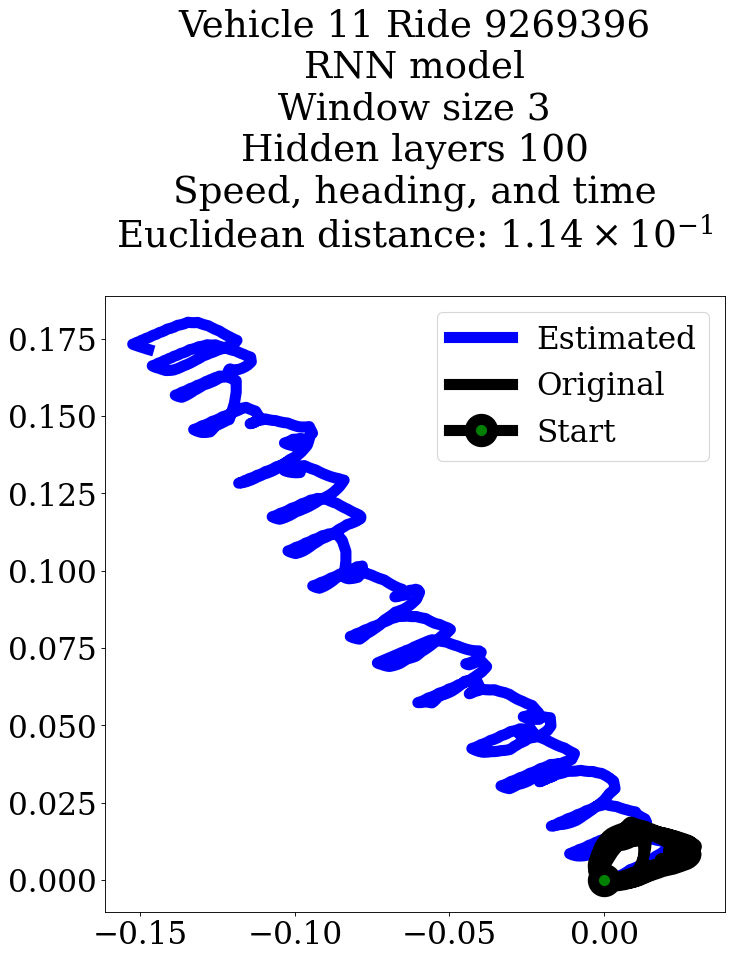 Vehicle 11 Ride 9269396
RNN model
Window size 3
Hidden layers 100
Speed, heading, and time
Euclidean distance: 1.14 × 10⁻¹
Estimated
Original
Start
0.175
0.150
0.125
0.100
0.075
0.050
0.025
0.000
−0.15 −0.10 −0.05 0.00